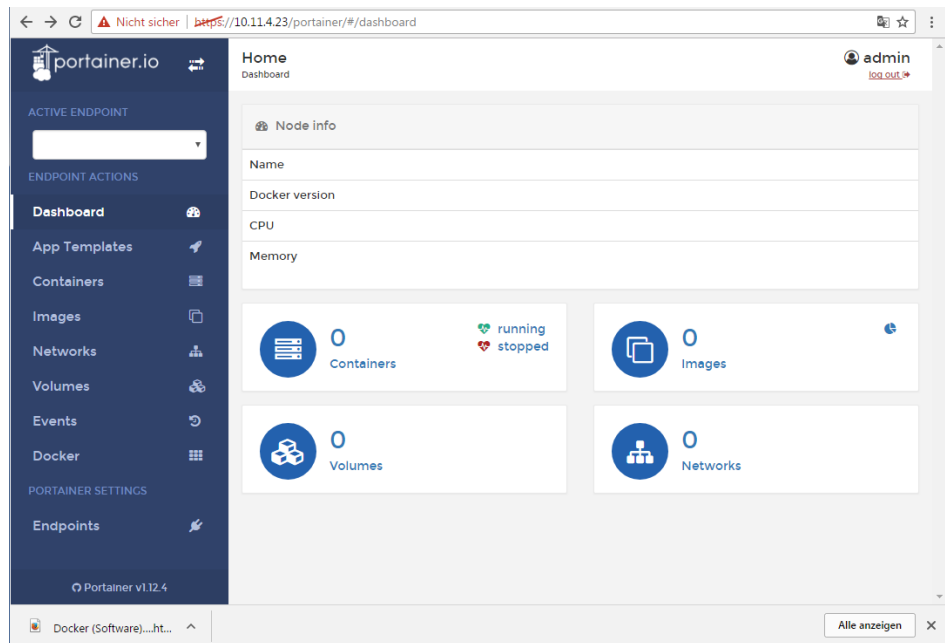 Nicht sicher | https://10.11.4.23/portainer/#/dashboard
portainer.io
Home
Dashboard
admin
log out
ACTIVE ENDPOINT
ENDPOINT ACTIONS
Dashboard
App Templates
Containers
Images
Networks
Volumes
Events
Docker
PORTAINER SETTINGS
Endpoints
Portainer v1.12.4
Node info
Name
Docker version
CPU
Memory
0
Containers
running
stopped
0
Images
0
Volumes
0
Networks
Docker (Software)....ht...
Alle anzeigen